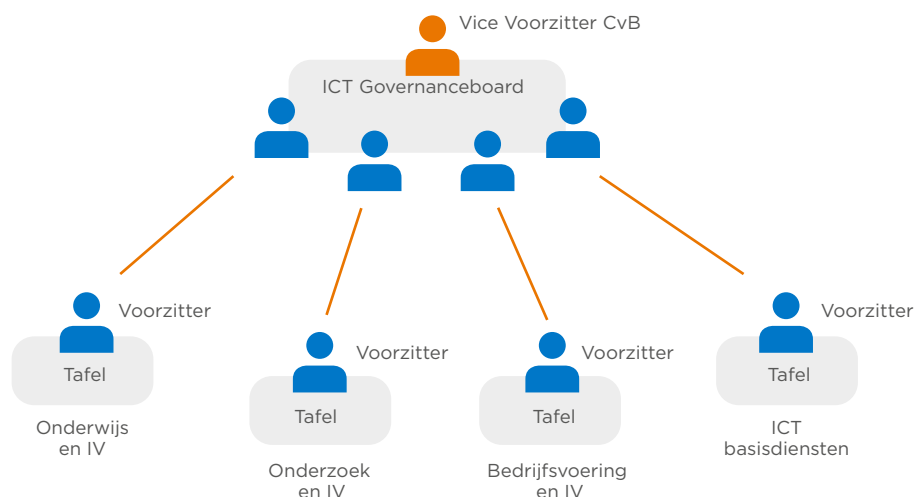 Vice Voorzitter CvB
ICT Governanceboard
Voorzitter
Tafel
Onderwijs
en IV
Voorzitter
Tafel
Onderzoek
en IV
Voorzitter
Tafel
Bedrijfsvoering
en IV
Voorzitter
Tafel
ICT
basisdiensten